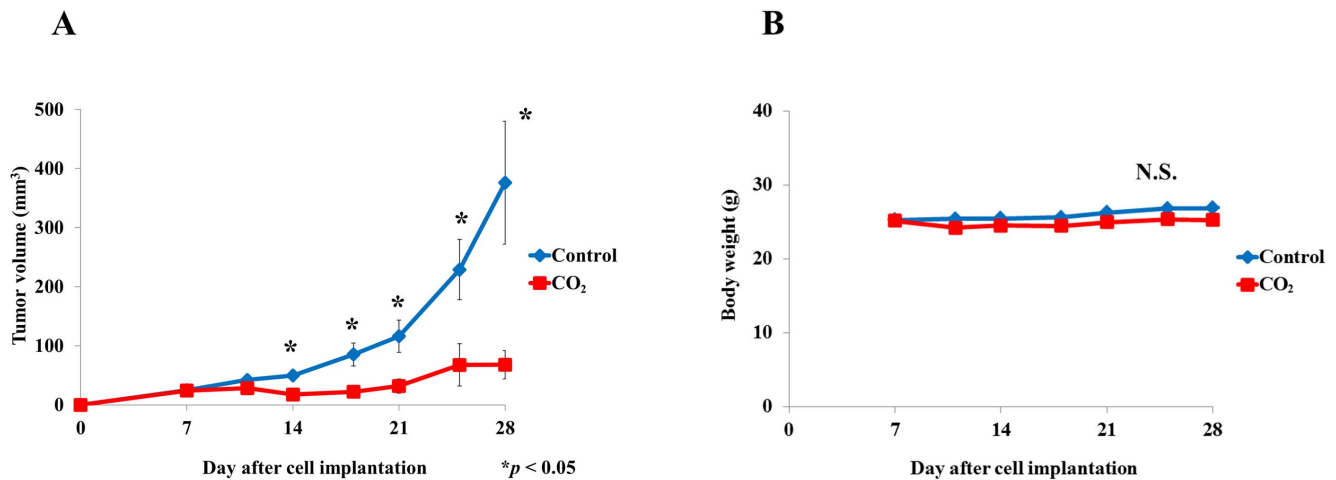 A
500
400
300
200
100
0
Tumor volume (mm³)
*
*
*
*
*
Control
CO₂
0 7 14 21 28
Day after cell implantation
*p < 0.05
B
40
30
20
10
0
Body weight (g)
N.S.
Control
CO₂
0 7 14 21 28
Day after cell implantation